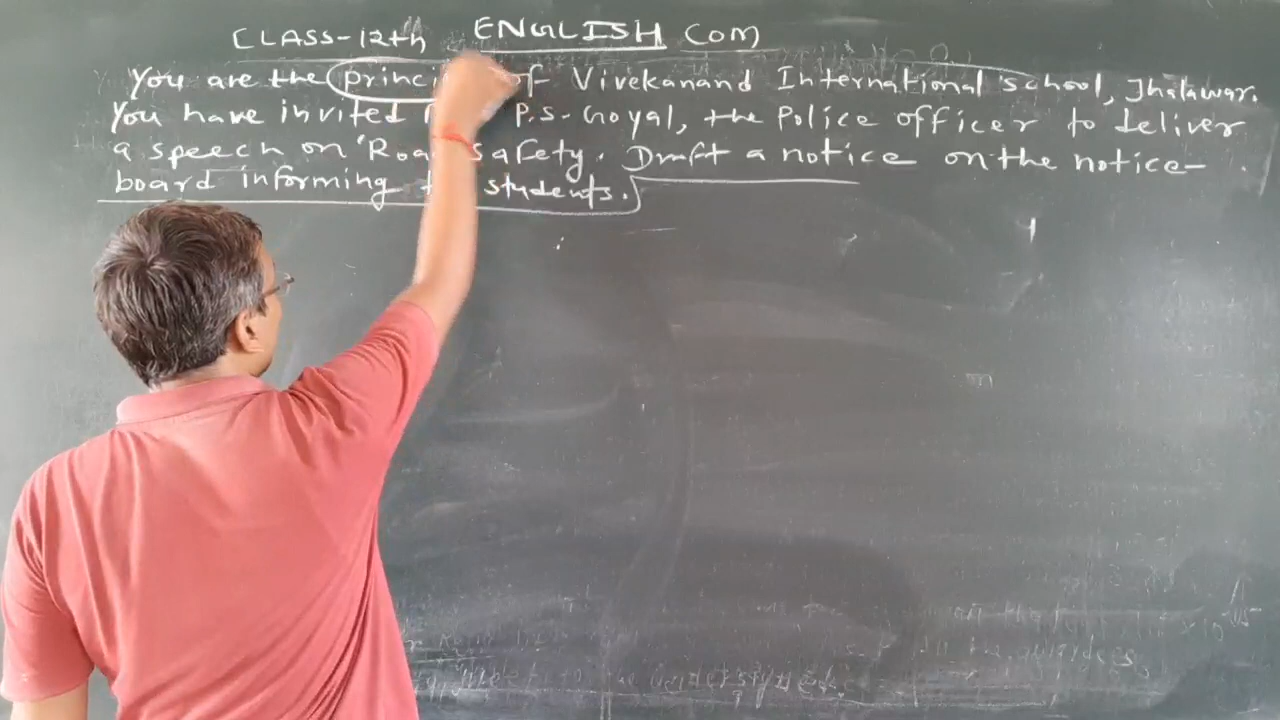 CLASS-12th ENGLISH COM
You are the princi of Vivekanand International school, Jhalawar.
You have invited P.S. Goyal, the Police officer to deliver
a speech on 'Road safety. Draft a notice on the notice-
board informing students.